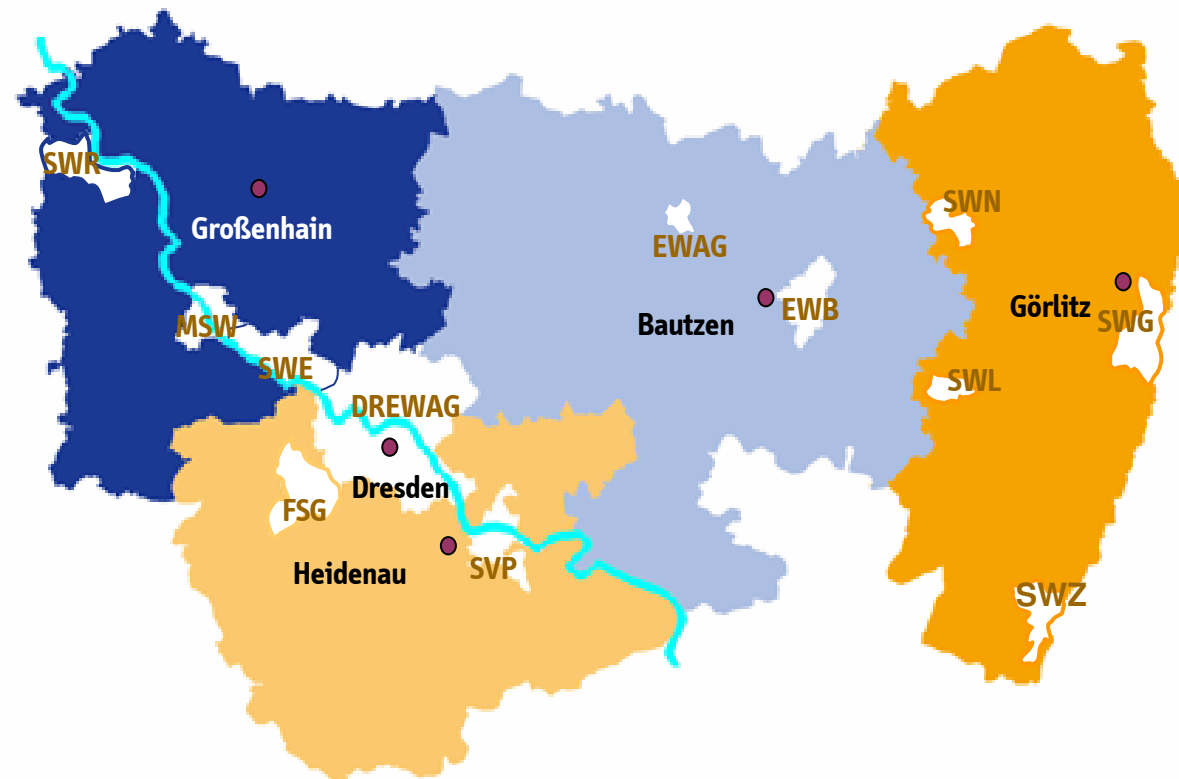 SWR
Großenhain
SWN
EWAG
Görlitz
EWB
SWG
Bautzen
MSW
SWE
SWL
DREWAG
Dresden
FSG
Heidenau
SVP
SWZ